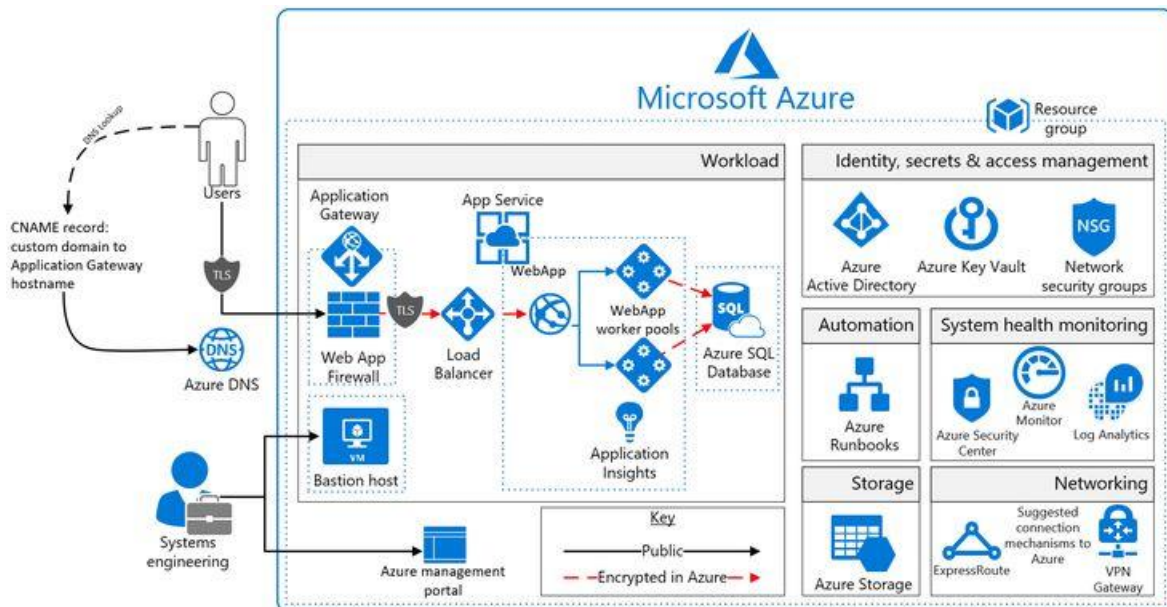 Microsoft Azure
Resource
group
DNS Lookup
Users
CNAME record:
custom domain to
Application Gateway
hostname
TLS
DNS
Azure DNS
Systems
engineering
Workload
Application
Gateway
Web App
Firewall
TLS
Load
Balancer
App Service
WebApp
WebApp
worker pools
SQL
Azure SQL
Database
Application
Insights
VM
Bastion host
Azure management
portal
Key
Public
Encrypted in Azure
Identity, secrets & access management
Azure
Active Directory
Azure Key Vault
NSG
Network
security groups
Automation
Azure
Runbooks
System health monitoring
Azure Security
Center
Azure
Monitor
Log Analytics
Storage
Azure Storage
Networking
ExpressRoute
Suggested
connection
mechanisms to
Azure
VPN
Gateway